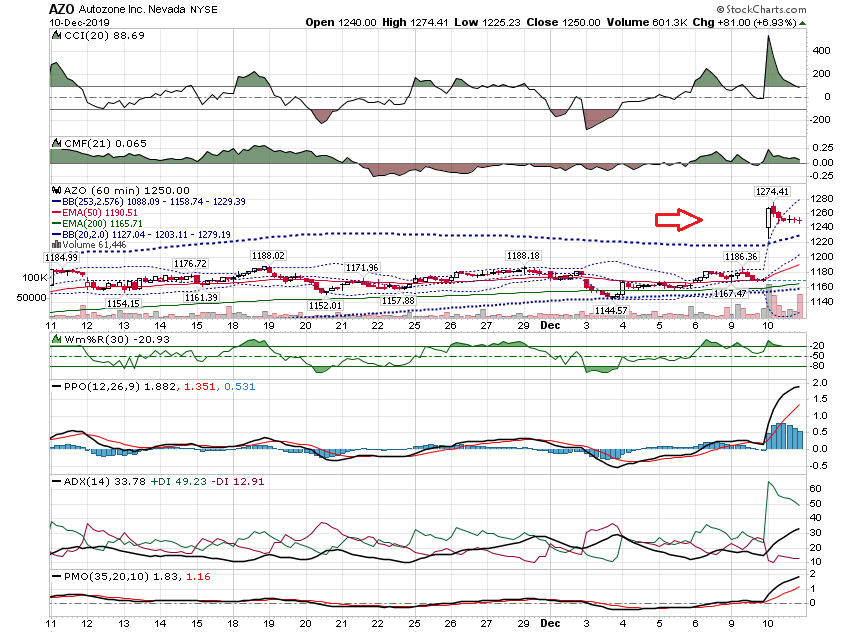 AZO Autozone Inc. Nevada NYSE
© StockCharts.com
10-Dec-2019
Open 1240.00 High 1274.41 Low 1225.23 Close 1250.00 Volume 601.3K Chg +81.00 (+6.93%)
CCI(20) 88.69
400
200
0
-200
CMF(21) 0.065
0.25
0.00
-0.25
AZO (60 min) 1250.00
BB(253,2.576) 1088.09 - 1158.74 - 1229.39
EMA(50) 1190.51
EMA(200) 1165.71
BB(20,2.0) 1127.04 - 1203.11 - 1279.19
Volume 61,446
1274.41
1280
1260
1240
1220
1200
1180
1160
1140
100K
50000
1184.99
1154.15
1176.72
1161.39
1188.02
1152.01
1171.96
1157.88
1188.18
1144.57
1186.36
1167.47
11 12 13 14 15 18 19 20 21 22 25 26 27 29 Dec 3 4 5 6 9 10
Wm%R(30) -20.93
-20
-50
-80
PPO(12,26,9) 1.882, 1.351, 0.531
2.0
1.5
1.0
0.5
0.0
-0.5
ADX(14) 33.78 +DI 49.23 -DI 12.91
60
50
40
30
20
10
PMO(35,20,10) 1.83, 1.16
2
1
0
11 12 13 14 15 18 19 20 21 22 25 26 27 29 Dec 3 4 5 6 9 10